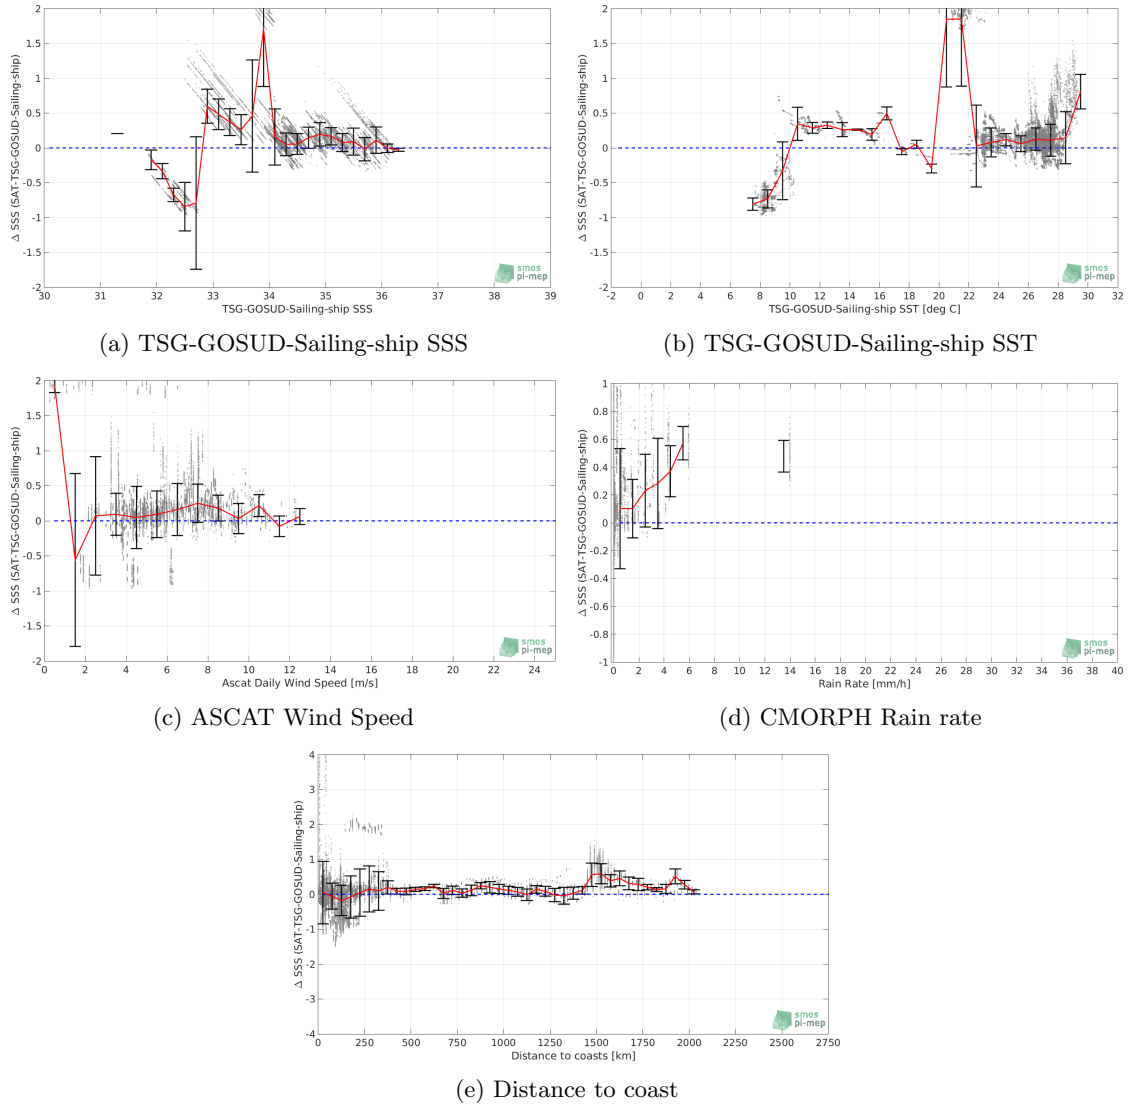 2
1.5
1
0.5
0
-0.5
-1
-1.5
-2
Δ SSS (SAT-TSG-GOSUD-Sailing-ship)
30 31 32 33 34 35 36 37 38 39
TSG-GOSUD-Sailing-ship SSS
smos
pi-mep
(a) TSG-GOSUD-Sailing-ship SSS
2
1.5
1
0.5
0
-0.5
-1
-1.5
-2
Δ SSS (SAT-TSG-GOSUD-Sailing-ship)
-2 0 2 4 6 8 10 12 14 16 18 20 22 24 26 28 30 32
TSG-GOSUD-Sailing-ship SST [deg C]
smos
pi-mep
(b) TSG-GOSUD-Sailing-ship SST
2
1.5
1
0.5
0
-0.5
-1
-1.5
-2
Δ SSS (SAT-TSG-GOSUD-Sailing-ship)
0 2 4 6 8 10 12 14 16 18 20 22 24
Ascat Daily Wind Speed [m/s]
smos
pi-mep
(c) ASCAT Wind Speed
1
0.8
0.6
0.4
0.2
0
-0.2
-0.4
-0.6
-0.8
-1
Δ SSS (SAT-TSG-GOSUD-Sailing-ship)
0 2 4 6 8 10 12 14 16 18 20 22 24 26 28 30 32 34 36 38 40
Rain Rate [mm/h]
smos
pi-mep
(d) CMORPH Rain rate
4
3
2
1
0
-1
-2
-3
-4
Δ SSS (SAT-TSG-GOSUD-Sailing-ship)
0 250 500 750 1000 1250 1500 1750 2000 2250 2500 2750
Distance to coasts [km]
smos
pi-mep
(e) Distance to coast